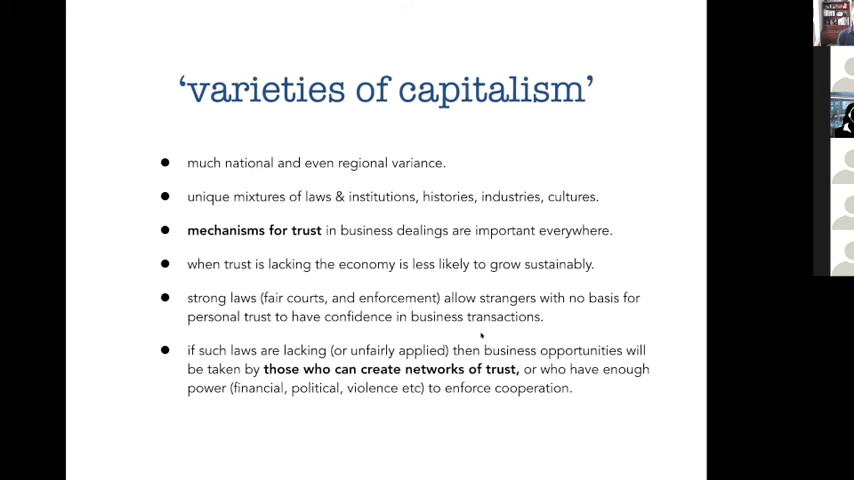 ‘varieties of capitalism’
● much national and even regional variance.
● unique mixtures of laws & institutions, histories, industries, cultures.
● mechanisms for trust in business dealings are important everywhere.
● when trust is lacking the economy is less likely to grow sustainably.
● strong laws (fair courts, and enforcement) allow strangers with no basis for
personal trust to have confidence in business transactions.
● if such laws are lacking (or unfairly applied) then business opportunities will
be taken by those who can create networks of trust, or who have enough
power (financial, political, violence etc) to enforce cooperation.